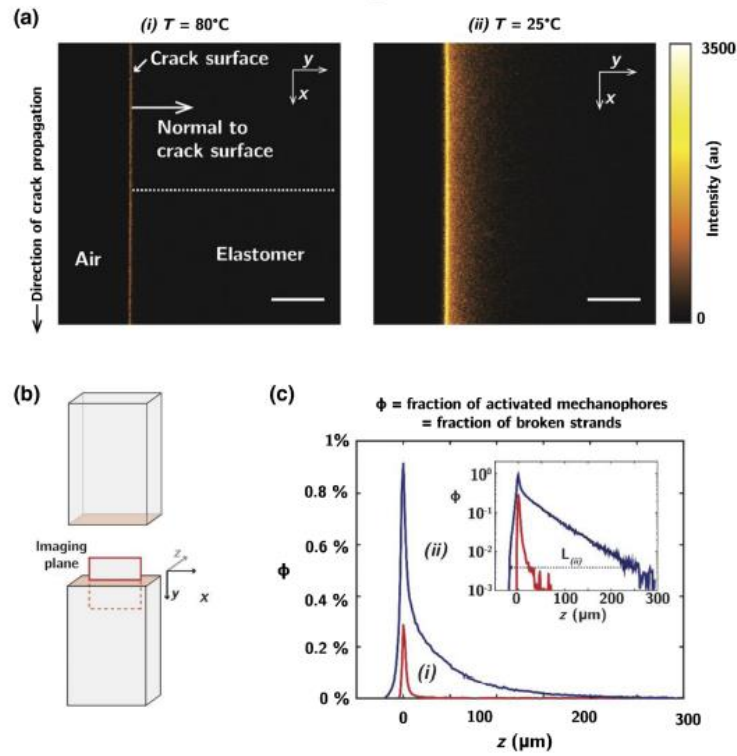 (a)
(i) T = 80°C
(ii) T = 25°C
Direction of crack propagation
Crack surface
y
x
Normal to
crack surface
Air
Elastomer
y
x
3500
Intensity (au)
0
(b)
Imaging
plane
z
x
y
(c)
ϕ = fraction of activated mechanophores
= fraction of broken strands
1%
0.8 %
0.6 %
0.4 %
0.2 %
0 %
ϕ
(ii)
(i)
0
100
200
300
z (μm)
10⁰
10⁻¹
10⁻²
10⁻³
ϕ
L(ii)
0
100
200
300
z (μm)